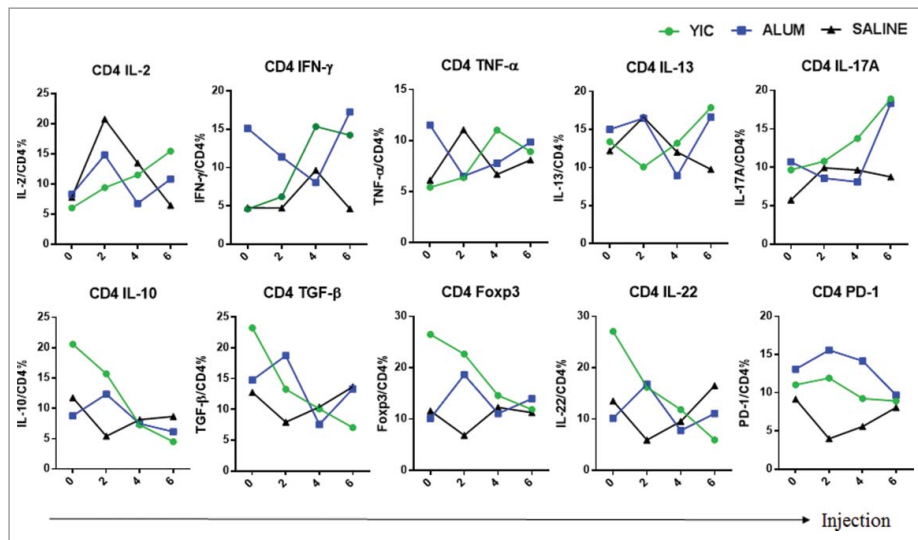 YIC ALUM SALINE
CD4 IL-2
CD4 IFN-γ
CD4 TNF-α
CD4 IL-13
CD4 IL-17A
IL-2/CD4%
25
20
15
10
5
0
0 2 4 6
IFN-γ/CD4%
20
15
10
5
0
0 2 4 6
TNF-α/CD4%
15
10
5
0
0 2 4 6
IL-13/CD4%
20
15
10
5
0
0 2 4 6
IL-17A/CD4%
20
15
10
5
0
0 2 4 6
CD4 IL-10
CD4 TGF-β
CD4 Foxp3
CD4 IL-22
CD4 PD-1
IL-10/CD4%
25
20
15
10
5
0
0 2 4 6
TGF-β/CD4%
25
20
15
10
5
0
0 2 4 6
Foxp3/CD4%
30
20
10
0
0 2 4 6
IL-22/CD4%
30
20
10
0
0 2 4 6
PD-1/CD4%
20
15
10
5
0
0 2 4 6
Injection